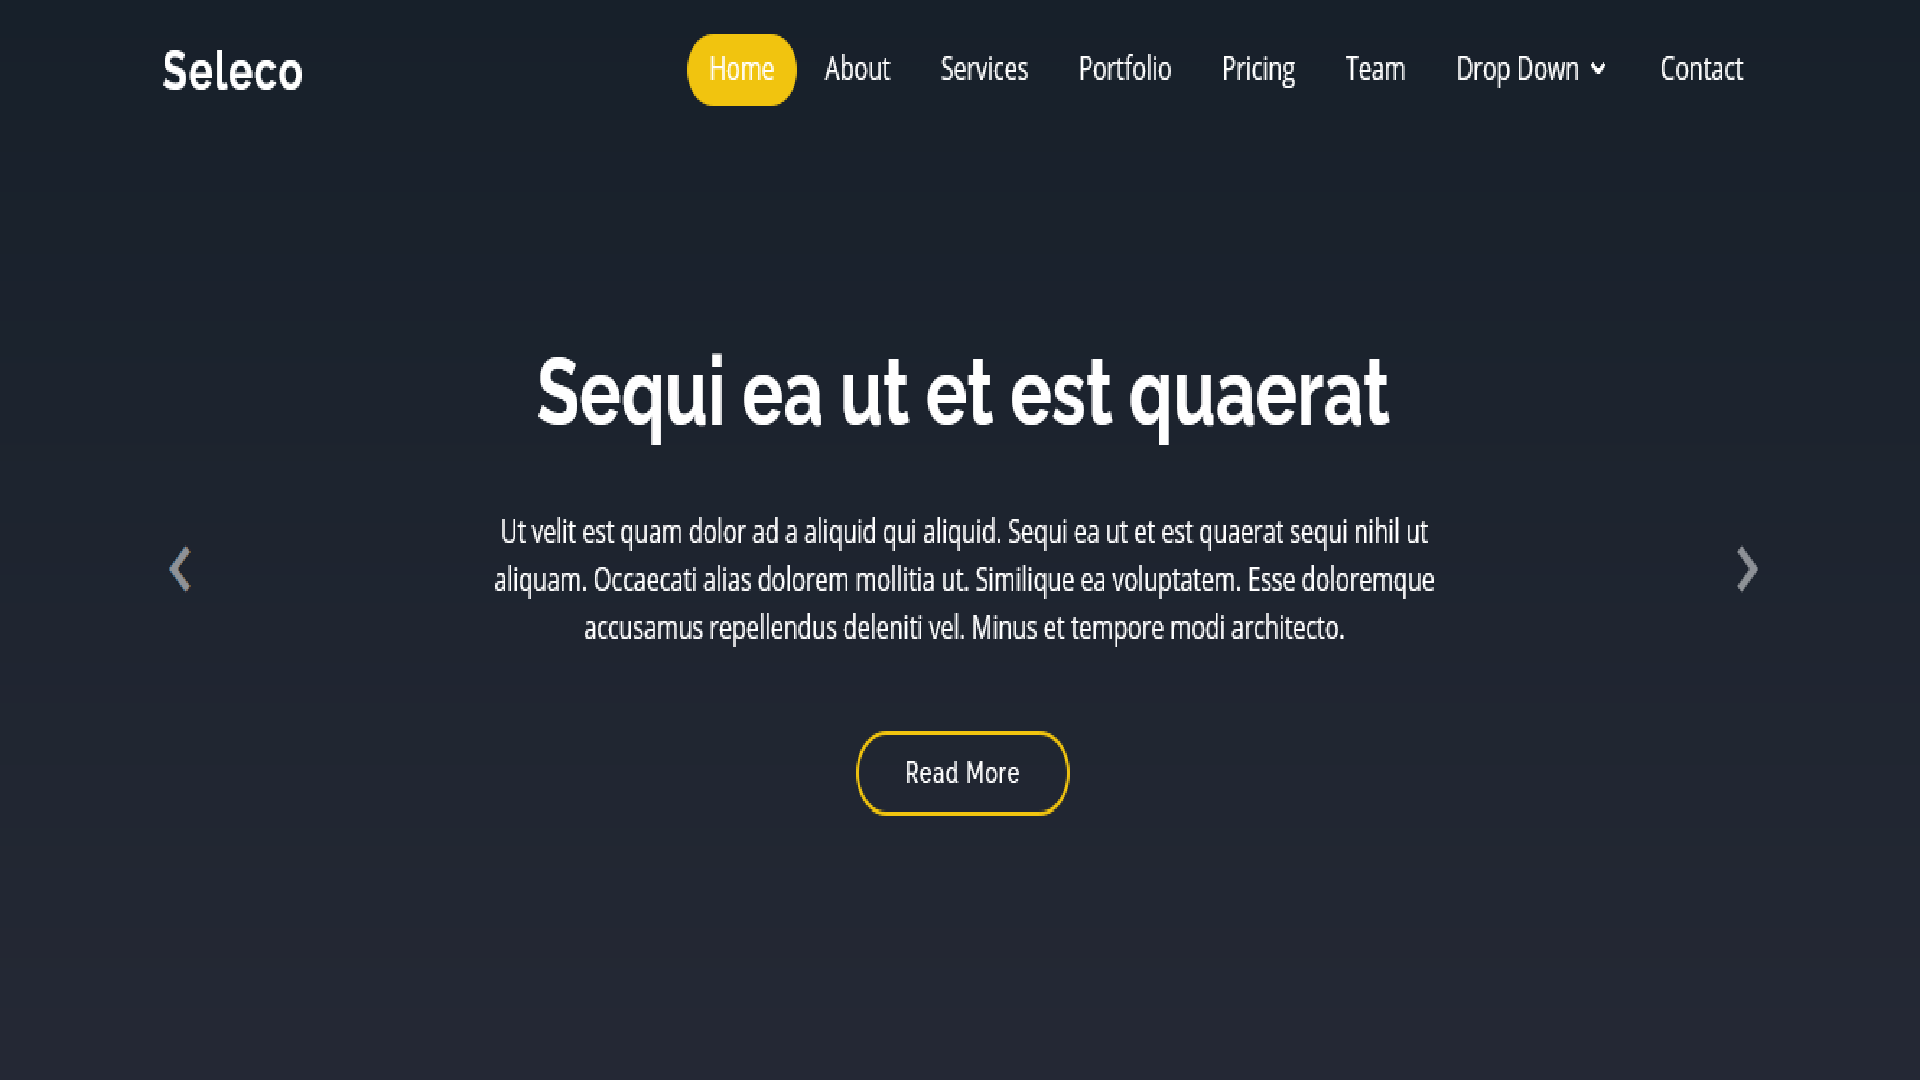 Seleco
Home About Services Portfolio Pricing Team Drop Down Contact
Sequi ea ut et est quaerat
Ut velit est quam dolor ad a aliquid qui aliquid. Sequi ea ut et est quaerat sequi nihil ut
aliquam. Occaecati alias dolorem mollitia ut. Similique ea voluptatem. Esse doloremque
accusamus repellendus deleniti vel. Minus et tempore modi architecto.
Read More